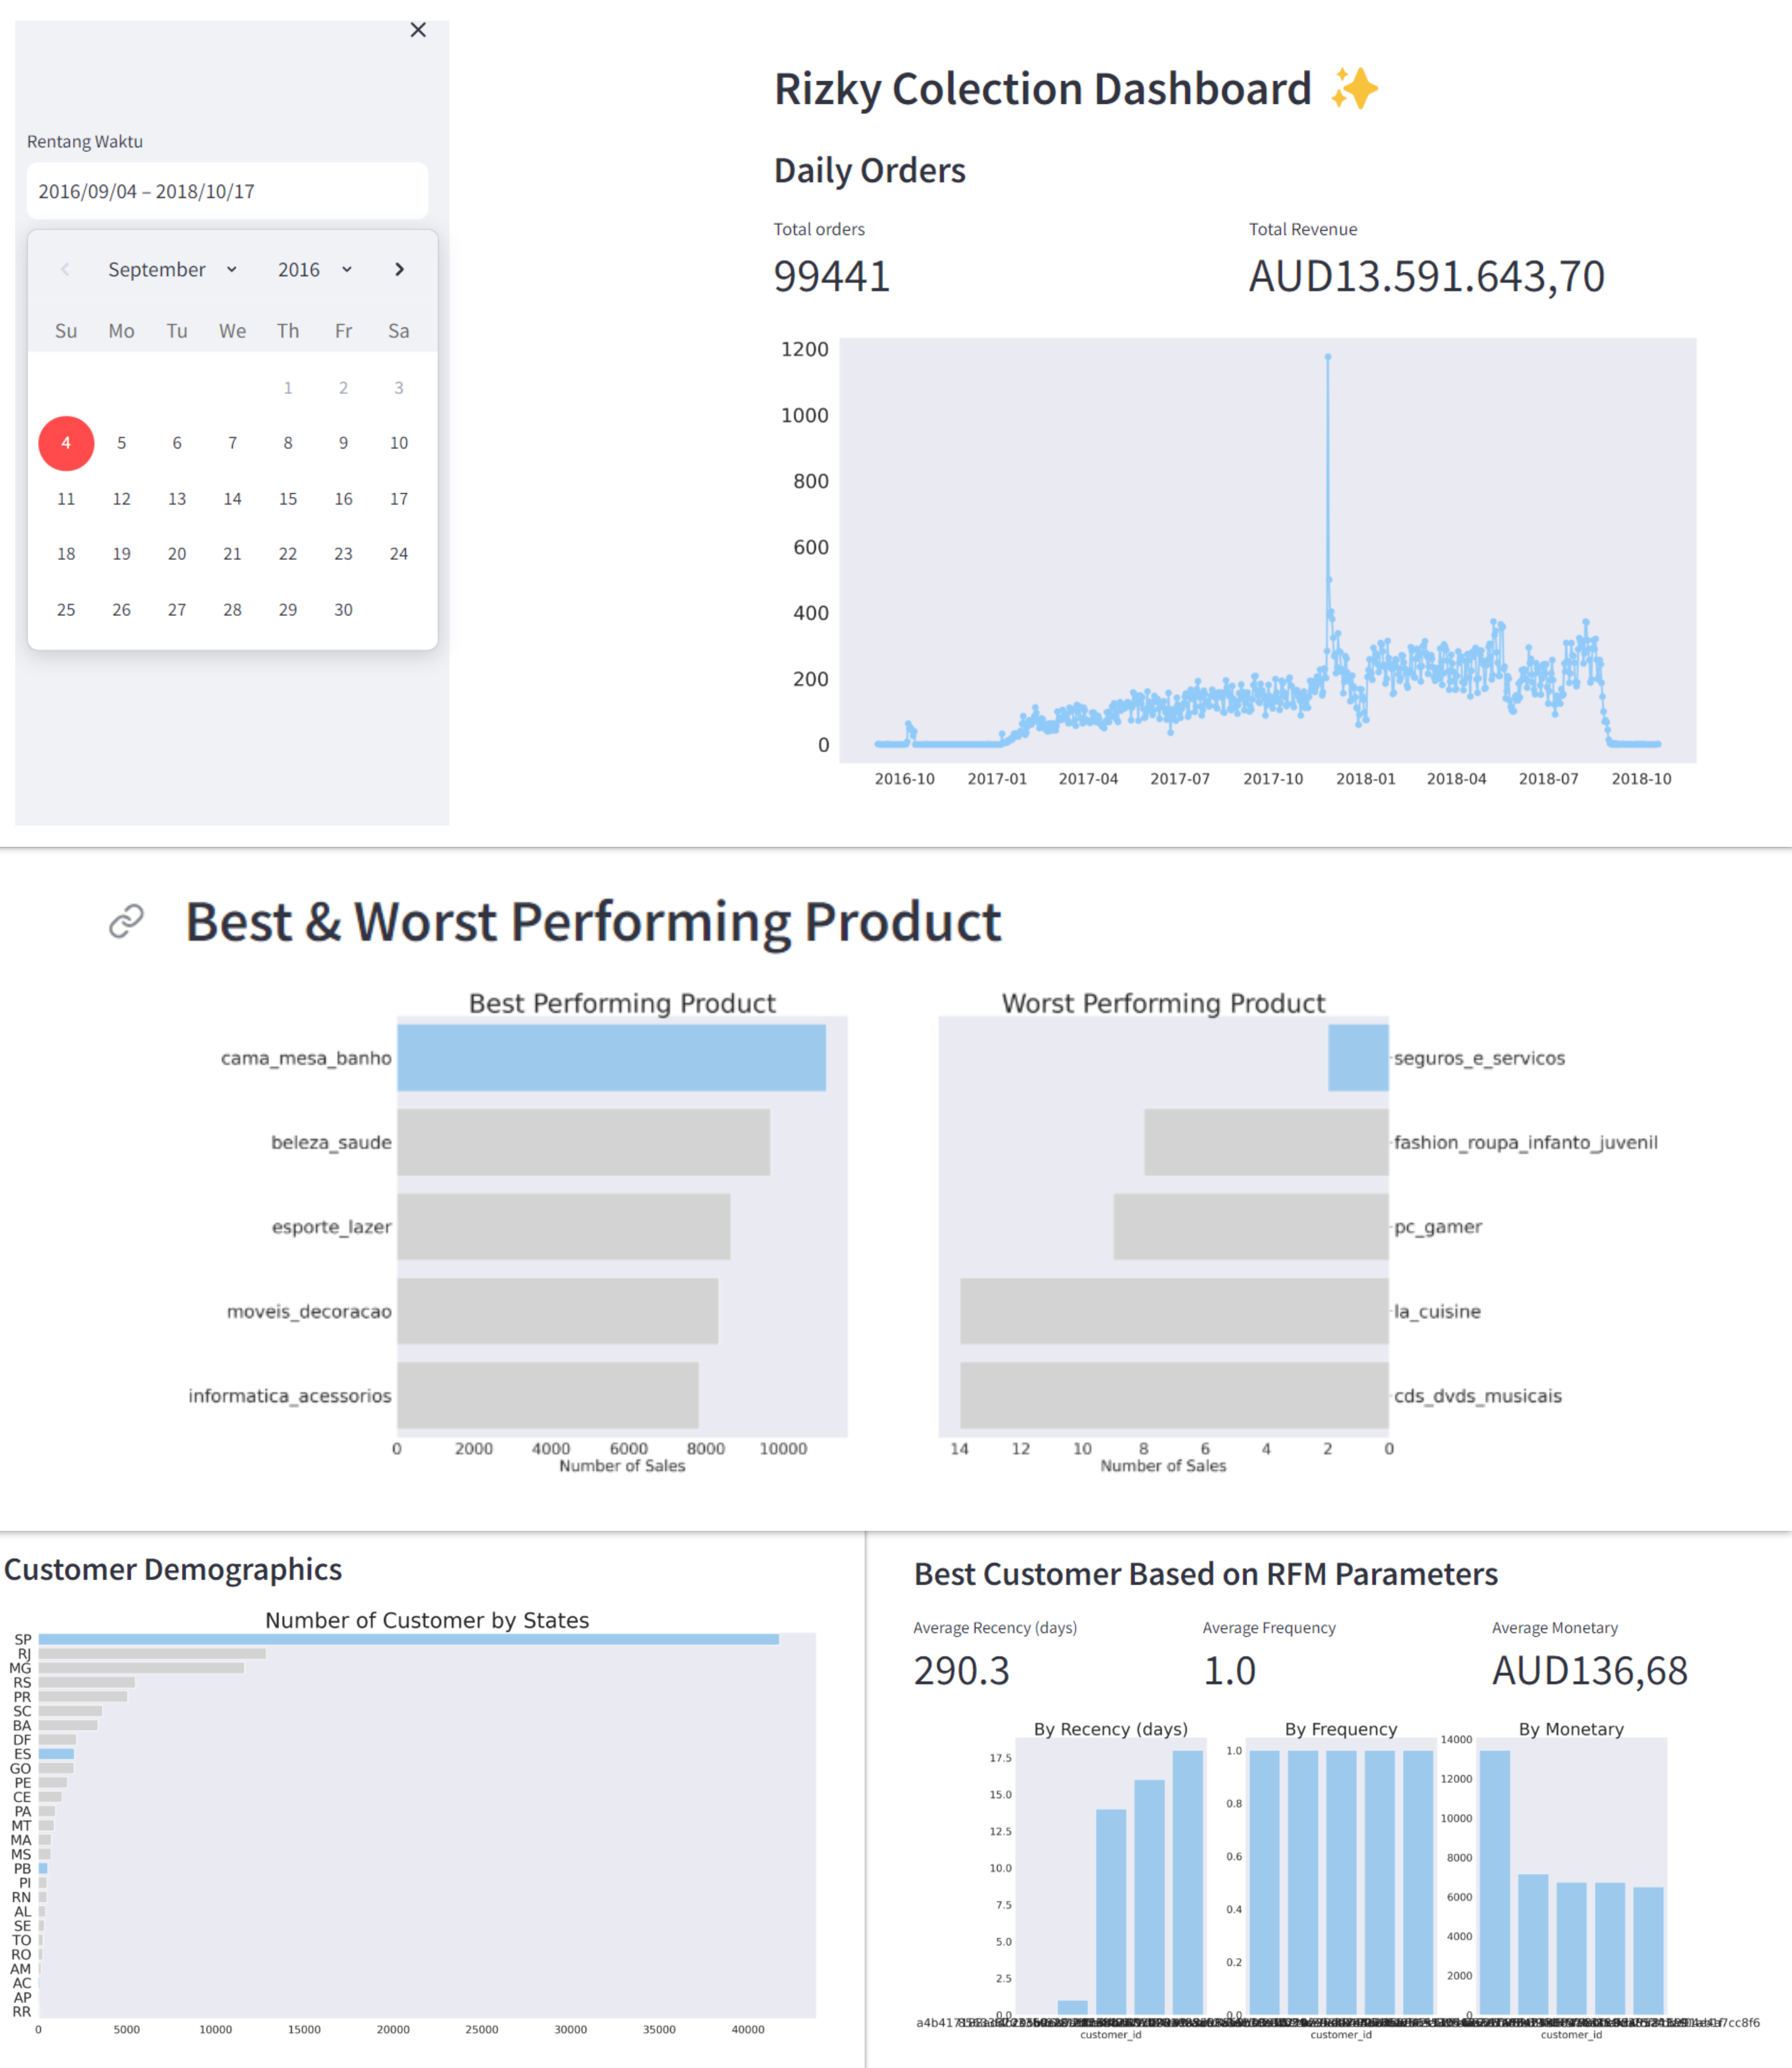 Rentang Waktu
2016/09/04 – 2018/10/17
September 2016
Su Mo Tu We Th Fr Sa
1 2 3
4 5 6 7 8 9 10
11 12 13 14 15 16 17
18 19 20 21 22 23 24
25 26 27 28 29 30
Rizky Colection Dashboard ✨
Daily Orders
Total orders
99441
Total Revenue
AUD13.591.643,70
1200
1000
800
600
400
200
0
2016-10 2017-01 2017-04 2017-07 2017-10 2018-01 2018-04 2018-07 2018-10
Best & Worst Performing Product
Best Performing Product
cama_mesa_banho
beleza_saude
esporte_lazer
moveis_decoracao
informatica_acessorios
0 2000 4000 6000 8000 10000
Number of Sales
Worst Performing Product
seguros_e_servicos
fashion_roupa_infanto_juvenil
pc_gamer
la_cuisine
cds_dvds_musicais
14 12 10 8 6 4 2 0
Number of Sales
Customer Demographics
Number of Customer by States
SP
RJ
MG
RS
PR
SC
BA
DF
ES
GO
PE
CE
PA
MT
MA
MS
PB
PI
RN
AL
SE
TO
RO
AM
AC
AP
RR
0 5000 10000 15000 20000 25000 30000 35000 40000
Best Customer Based on RFM Parameters
Average Recency (days)
290.3
Average Frequency
1.0
Average Monetary
AUD136,68
By Recency (days)
17.5
15.0
12.5
10.0
7.5
5.0
2.5
0.0
customer_id
By Frequency
1.0
0.8
0.6
0.4
0.2
0.0
customer_id
By Monetary
14000
12000
10000
8000
6000
4000
2000
0
customer_id